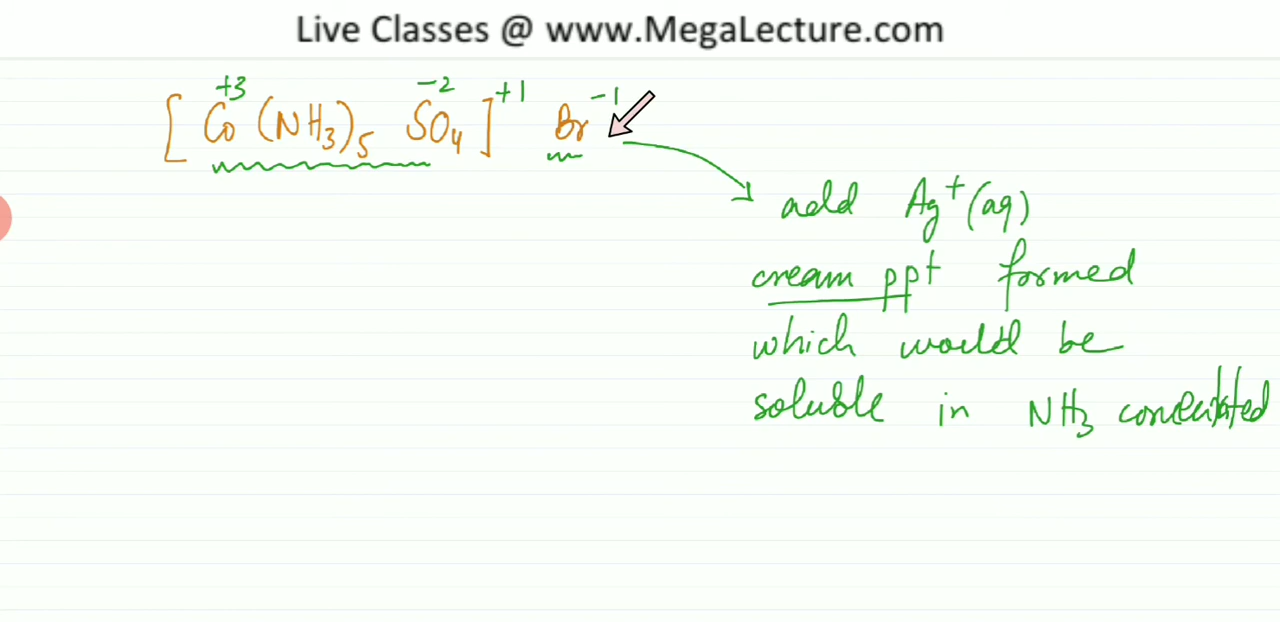 Live Classes @ www.MegaLecture.com
+3 -2 +1 -1
[Co(NH3)5 SO4] Br
add Ag+(aq)
cream ppt formed
which would be
soluble in NH3